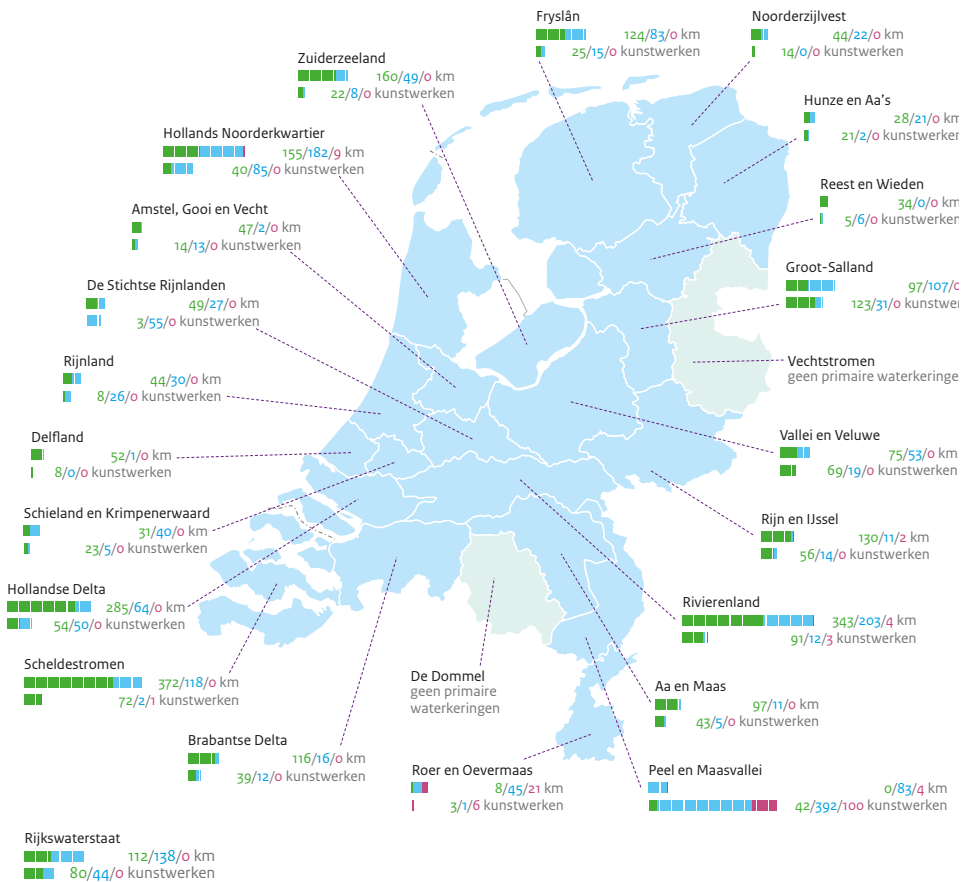 Fryslân
124/83/0 km
25/15/0 kunstwerken
Noorderzijlvest
44/22/0 km
14/0/0 kunstwerken
Zuiderzeeland
160/49/0 km
22/8/0 kunstwerken
Hunze en Aa's
28/21/0 km
21/2/0 kunstwerken
Hollands Noorderkwartier
155/182/9 km
40/85/0 kunstwerken
Reest en Wieden
34/0/0 km
5/6/0 kunstwerken
Amstel, Gooi en Vecht
47/2/0 km
14/13/0 kunstwerken
Groot-Salland
97/107/0
123/31/0 kunstwerken
De Stichtse Rijnlanden
49/27/0 km
3/55/0 kunstwerken
Vechtstromen
geen primaire waterkeringe
Rijnland
44/30/0 km
8/26/0 kunstwerken
Delfland
52/1/0 km
8/0/0 kunstwerken
Vallei en Veluwe
75/53/0 km
69/19/0 kunstwerken
Schieland en Krimpenerwaard
31/40/0 km
23/5/0 kunstwerken
Rijn en IJssel
130/11/2 km
56/14/0 kunstwerken
Hollandse Delta
285/64/0 km
54/50/0 kunstwerken
Rivierenland
343/203/4 km
91/12/3 kunstwerken
Scheldestromen
372/118/0 km
72/2/1 kunstwerken
De Dommel
geen primaire
waterkeringen
Aa en Maas
97/11/0 km
43/5/0 kunstwerken
Brabantse Delta
116/16/0 km
39/12/0 kunstwerken
Roer en Oevermaas
8/45/21 km
3/1/6 kunstwerken
Peel en Maasvallei
0/83/4 km
42/392/100 kunstwerken
Rijkswaterstaat
112/138/0 km
80/44/0 kunstwerken